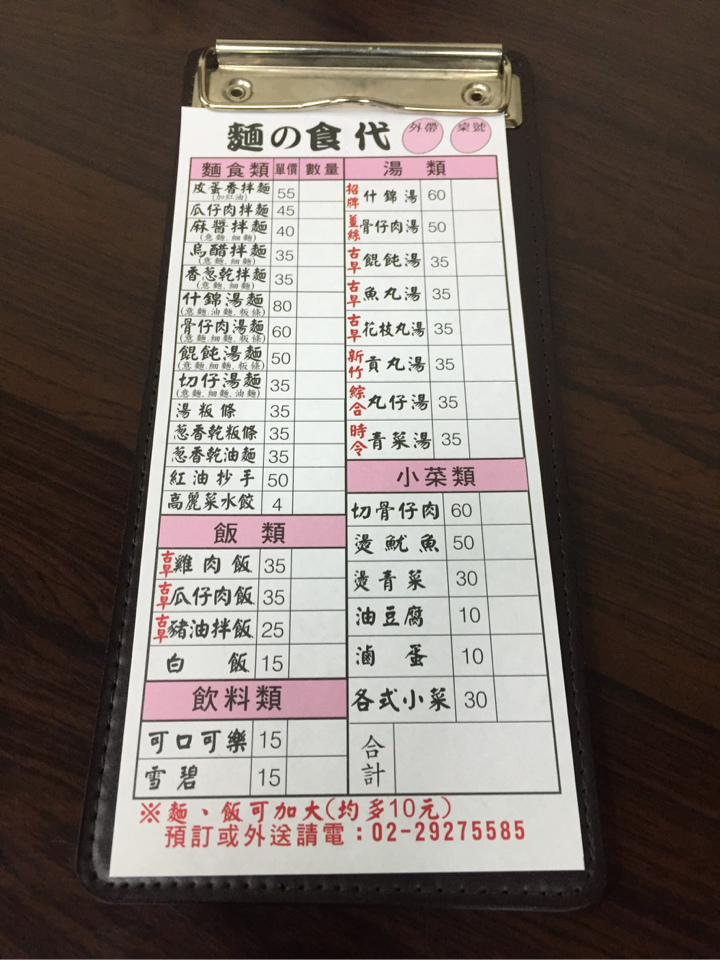 麵の食代 外帶 桌號
麵食類 單價 數量
皮蛋香拌麵 55
(加紅油)
瓜仔肉拌麵 45
麻醬拌麵 40
(意麵.細麵)
烏醋拌麵 35
(意麵.細麵)
香蔥乾拌麵 35
(意麵.細麵)
什錦湯麵 80
(意麵.油麵.板條)
骨仔肉湯麵 60
(意麵.細麵.板條)
餛飩湯麵 50
(意麵.細麵.板條)
切仔湯麵 35
(意麵.細麵.油麵)
湯粄條 35
蔥香乾粄條 35
蔥香乾油麵 35
紅油抄手 50
高麗菜水餃 4
飯類
古早雞肉飯 35
古早瓜仔肉飯 35
古早豬油拌飯 25
白飯 15
飲料類
可口可樂 15
雪碧 15
湯類
招牌什錦湯 60
薑絲骨仔肉湯 50
古早餛飩湯 35
古早魚丸湯 35
古早花枝丸湯 35
新竹貢丸湯 35
綜合丸仔湯 35
時令青菜湯 35
小菜類
切骨仔肉 60
燙魷魚 50
燙青菜 30
油豆腐 10
滷蛋 10
各式小菜 30
合計
※麵、飯可加大(均多10元)
預訂或外送請電：02-29275585